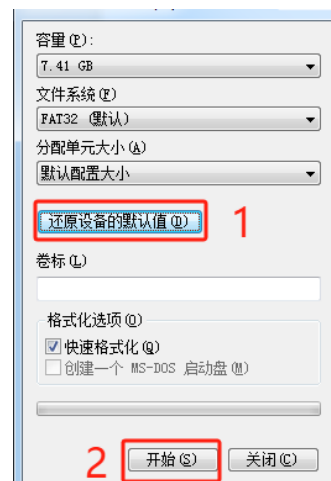 容量(P):
7.41 GB
文件系统(F)
FAT32 (默认)
分配单元大小(A)
默认配置大小
还原设备的默认值(D)
1
卷标(L)
格式化选项(O)
快速格式化(Q)
创建一个 MS-DOS 启动盘(M)
2
开始(S)
关闭(C)